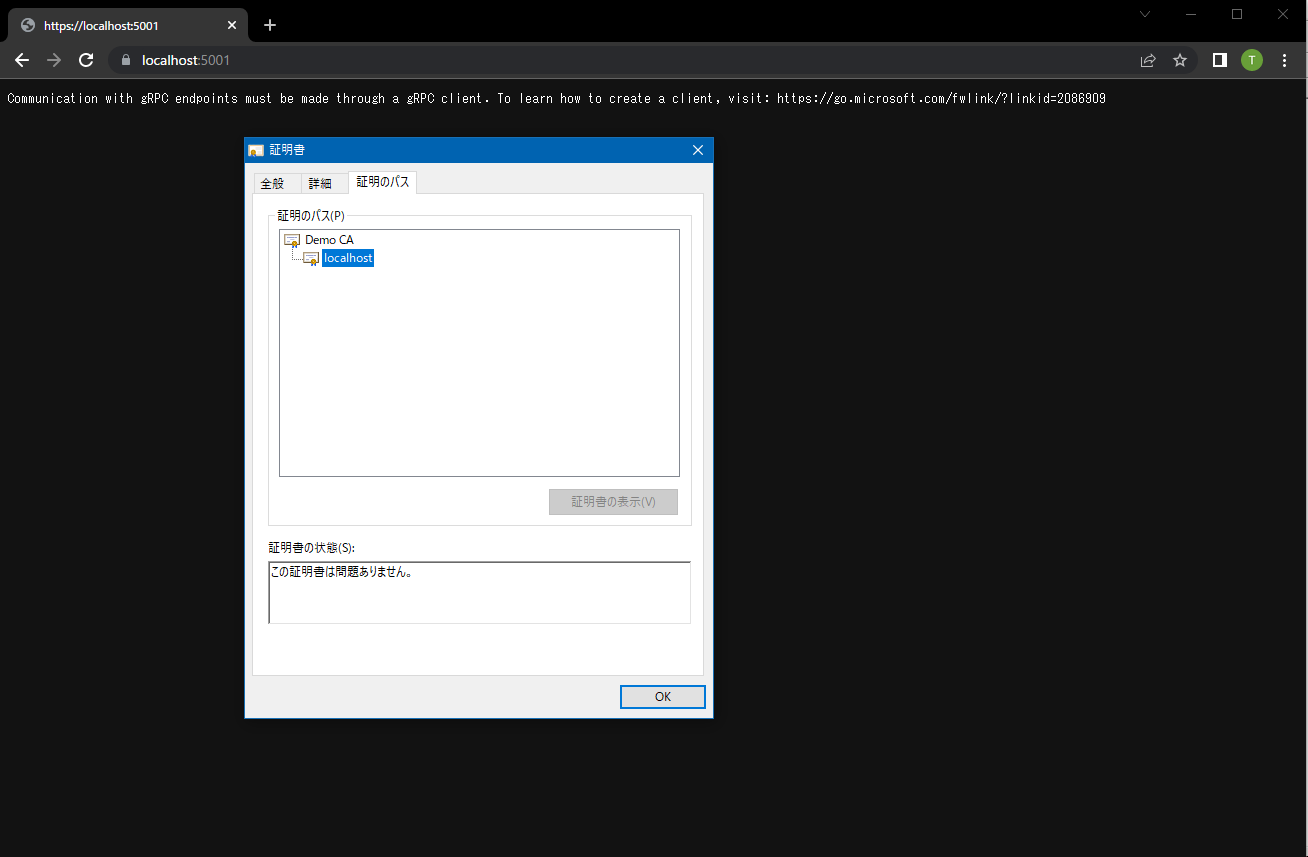 https://localhost:5001
localhost:5001
T
Communication with gRPC endpoints must be made through a gRPC client. To learn how to create a client, visit: https://go.microsoft.com/fwlink/?linkid=2086909
証明書
全般 詳細 証明のパス
証明のパス(P)
Demo CA
localhost
証明書の表示(V)
証明書の状態(S):
この証明書は問題ありません。
OK